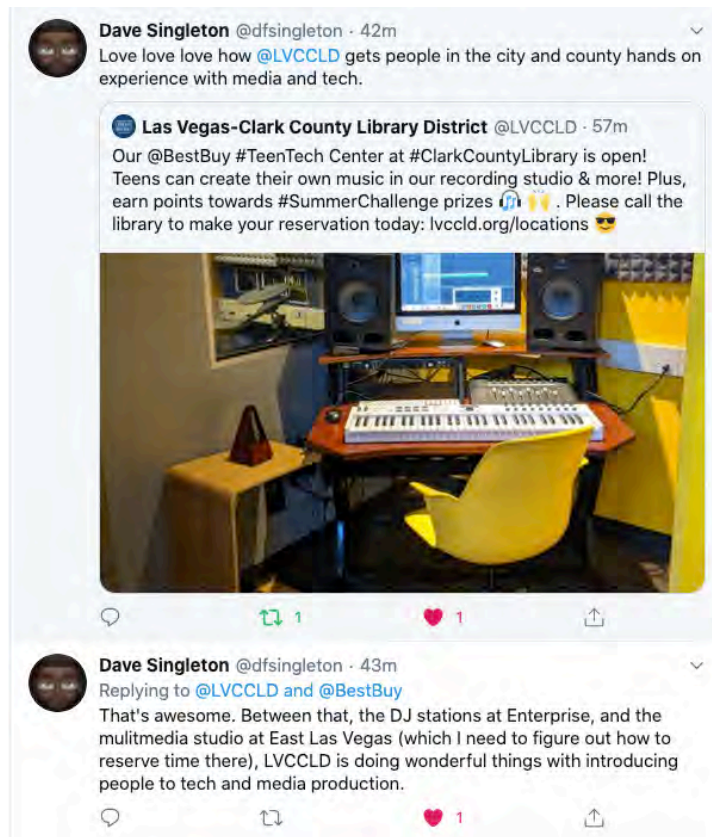 Dave Singleton @dfsingleton · 42m
Love love love how @LVCCLD gets people in the city and county hands on
experience with media and tech.
Las Vegas-Clark County Library District @LVCCLD · 57m
Our @BestBuy #TeenTech Center at #ClarkCountyLibrary is open!
Teens can create their own music in our recording studio & more! Plus,
earn points towards #SummerChallenge prizes 🎧 🙌 . Please call the
library to make your reservation today: lvccld.org/locations 😎
1
1
Dave Singleton @dfsingleton · 43m
Replying to @LVCCLD and @BestBuy
That's awesome. Between that, the DJ stations at Enterprise, and the
mulitmedia studio at East Las Vegas (which I need to figure out how to
reserve time there), LVCCLD is doing wonderful things with introducing
people to tech and media production.
1